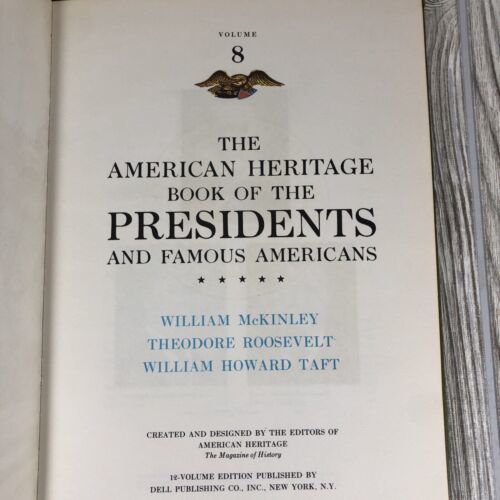 VOLUME
8
THE
AMERICAN HERITAGE
BOOK OF THE
PRESIDENTS
AND FAMOUS AMERICANS
★ ★ ★ ★ ★
WILLIAM McKINLEY
THEODORE ROOSEVELT
WILLIAM HOWARD TAFT
CREATED AND DESIGNED BY THE EDITORS OF
AMERICAN HERITAGE
The Magazine of History
12-VOLUME EDITION PUBLISHED BY
DELL PUBLISHING CO., INC., NEW YORK, N.Y.